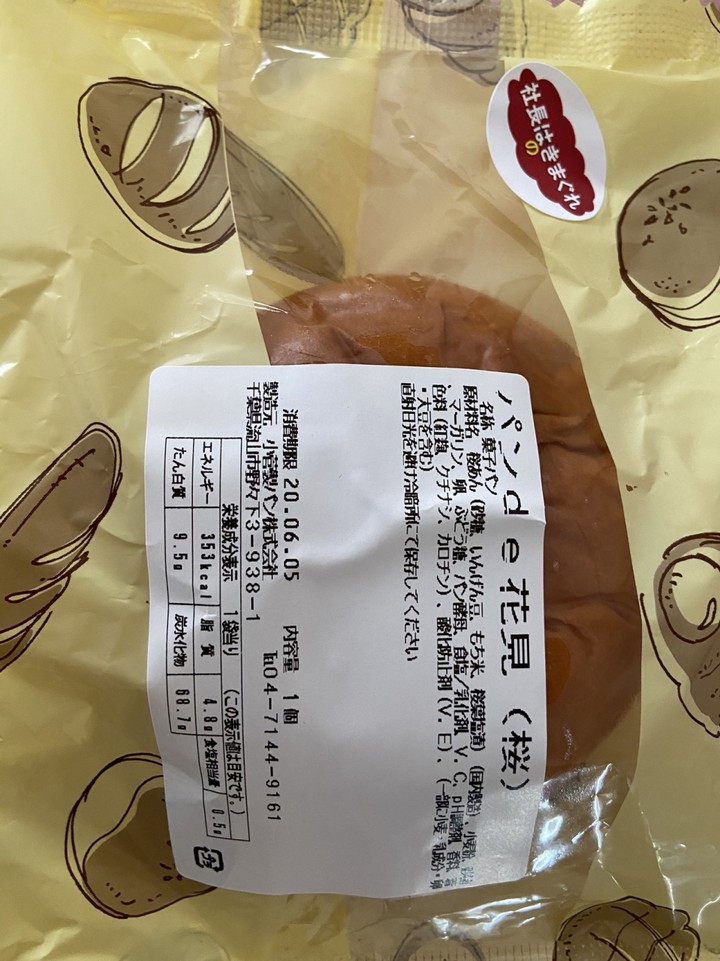 社長の
きまぐれ
パンde花見(桜)
名称 菓子パン
原材料名 桜あん(砂糖、いんげん豆、もち米、桜葉塩漬)(国内製造)、小麦粉、
、マーガリン、卵、ぶどう糖、パン酵母、食塩/乳化剤、V.C、pH調整剤、香料、
色料(紅麹、クチナシ、カロチン)、酸化防止剤(V.E)、(一部に小麦・乳成分・卵
・大豆を含む)
直射日光を避け冷暗所にて保存してください
消費期限 20.06.05 内容量 1個
製造元 小菅製パン株式会社 ℡04-7144-9161
千葉県流山市野々下3-938-1
栄養成分表示 1袋当り (この表示値は目安です。)
エネルギー 353kcal 脂質 4.8g 食塩相当量 0.5g
たん白質 9.5g 炭水化物 68.7g
プラ